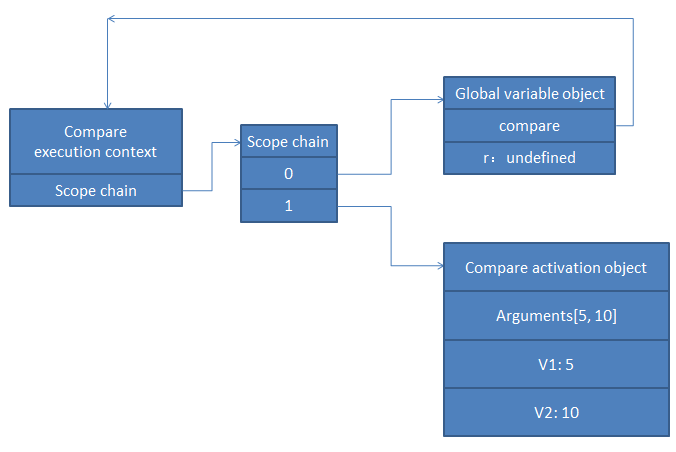 Compare
execution context
Scope chain
Scope chain
0
1
Global variable object
compare
r：undefined
Compare activation object
Arguments[5, 10]
V1: 5
V2: 10